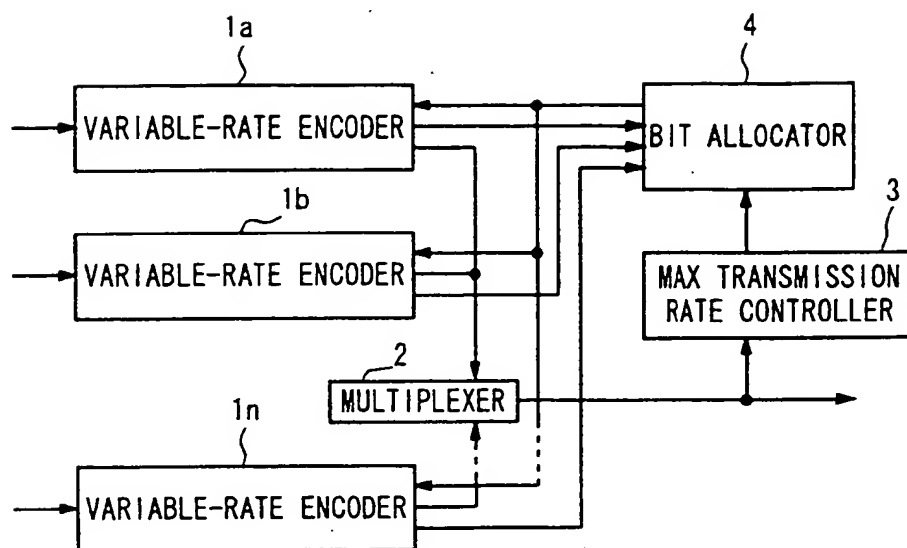 1a
VARIABLE-RATE ENCODER
4
BIT ALLOCATOR
1b
VARIABLE-RATE ENCODER
3
MAX TRANSMISSION
RATE CONTROLLER
2
MULTIPLEXER
1n
VARIABLE-RATE ENCODER